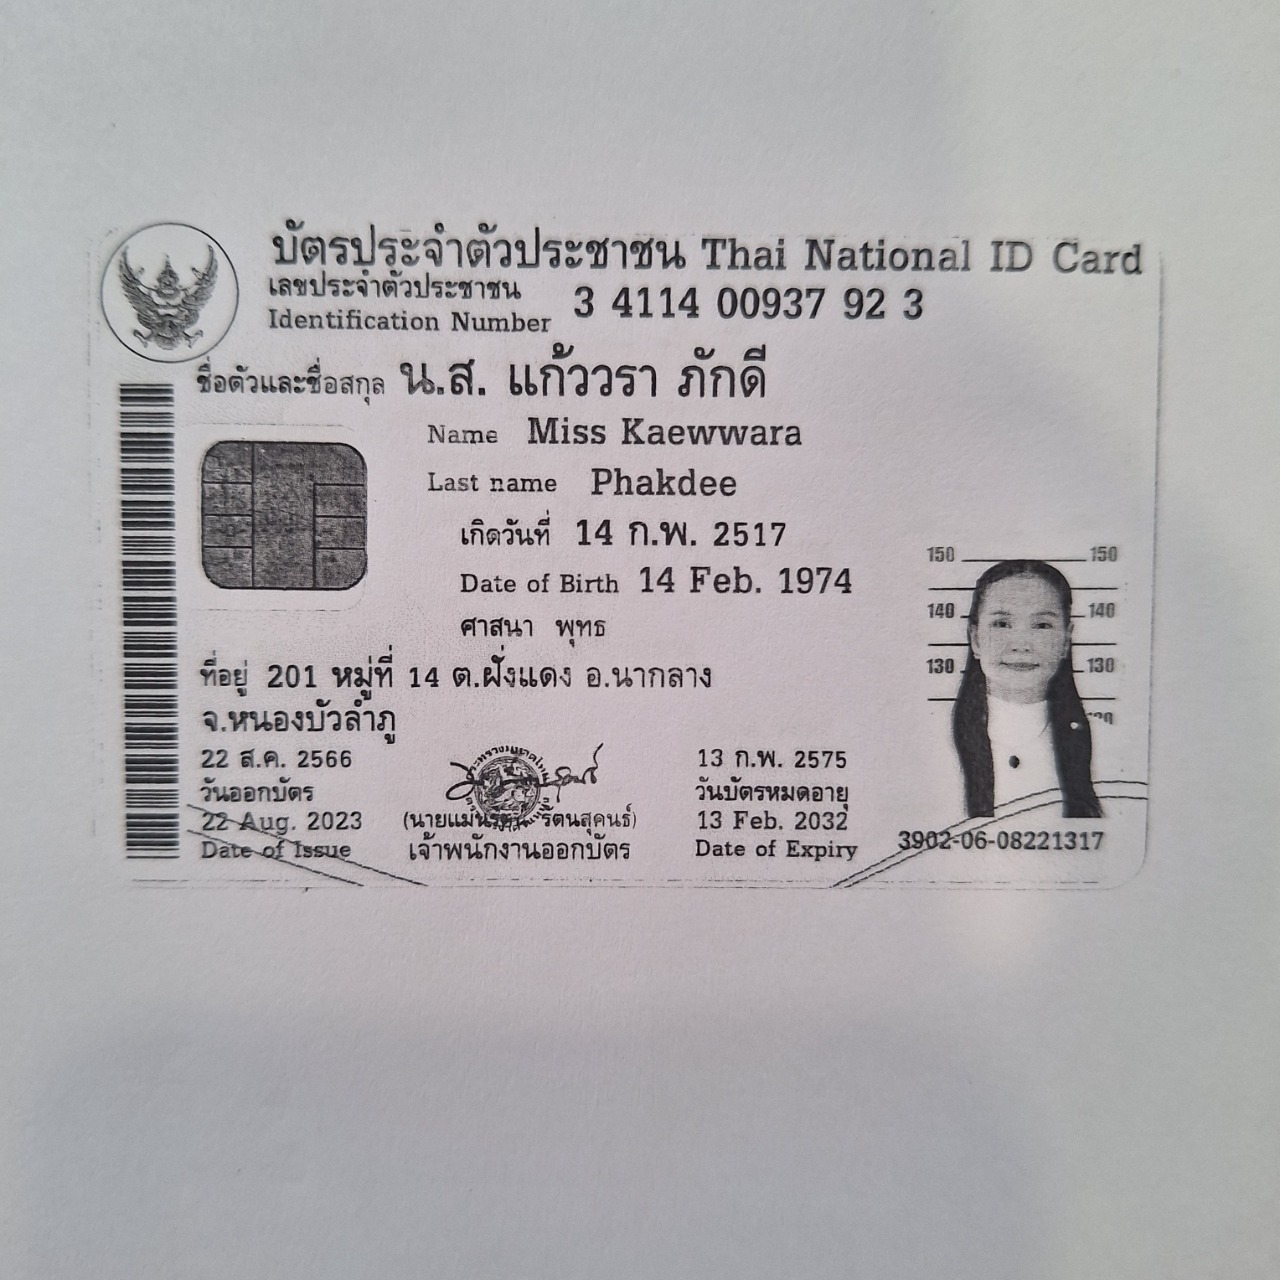 บัตรประจำตัวประชาชน Thai National ID Card
เลขประจำตัวประชาชน
Identification Number 3 4114 00937 92 3
ชื่อตัวและชื่อสกุล น.ส. แก้ววรา ภักดี
Name Miss Kaewwara
Last name Phakdee
เกิดวันที่ 14 ก.พ. 2517
Date of Birth 14 Feb. 1974
ศาสนา พุทธ
ที่อยู่ 201 หมู่ที่ 14 ต.ฝั่งแดง อ.นากลาง
จ.หนองบัวลำภู
22 ส.ค. 2566
วันออกบัตร
22 Aug. 2023
Date of Issue
เจ้าพนักงานออกบัตร
13 ก.พ. 2575
วันบัตรหมดอายุ
13 Feb. 2032
Date of Expiry
150 150
140 140
130 130
3902-06-08221317